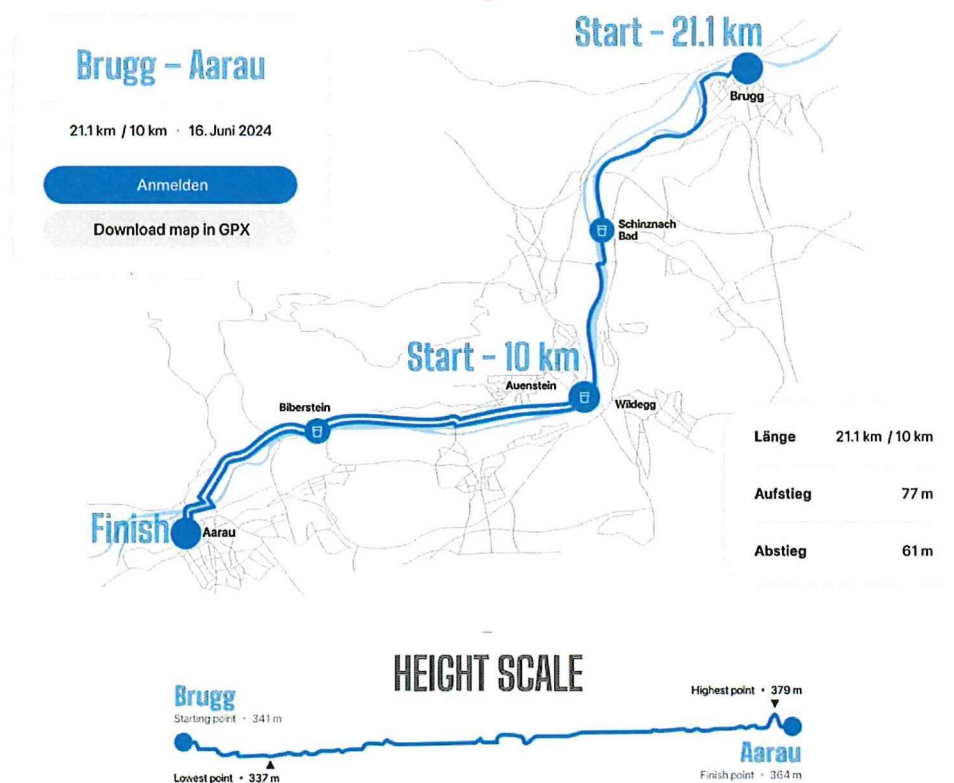 Start – 21.1 km
Brugg – Aarau
Brugg
21.1 km / 10 km · 16. Juni 2024
Anmelden
Download map in GPX
Schinznach
Bad
Start – 10 km
Auenstein
Wildegg
Biberstein
Länge 21.1 km / 10 km
Aufstieg 77 m
Abstieg 61 m
Finish
Aarau
HEIGHT SCALE
Brugg
Starting point · 341 m
Highest point · 379 m
Lowest point · 337 m
Aarau
Finish point · 364 m